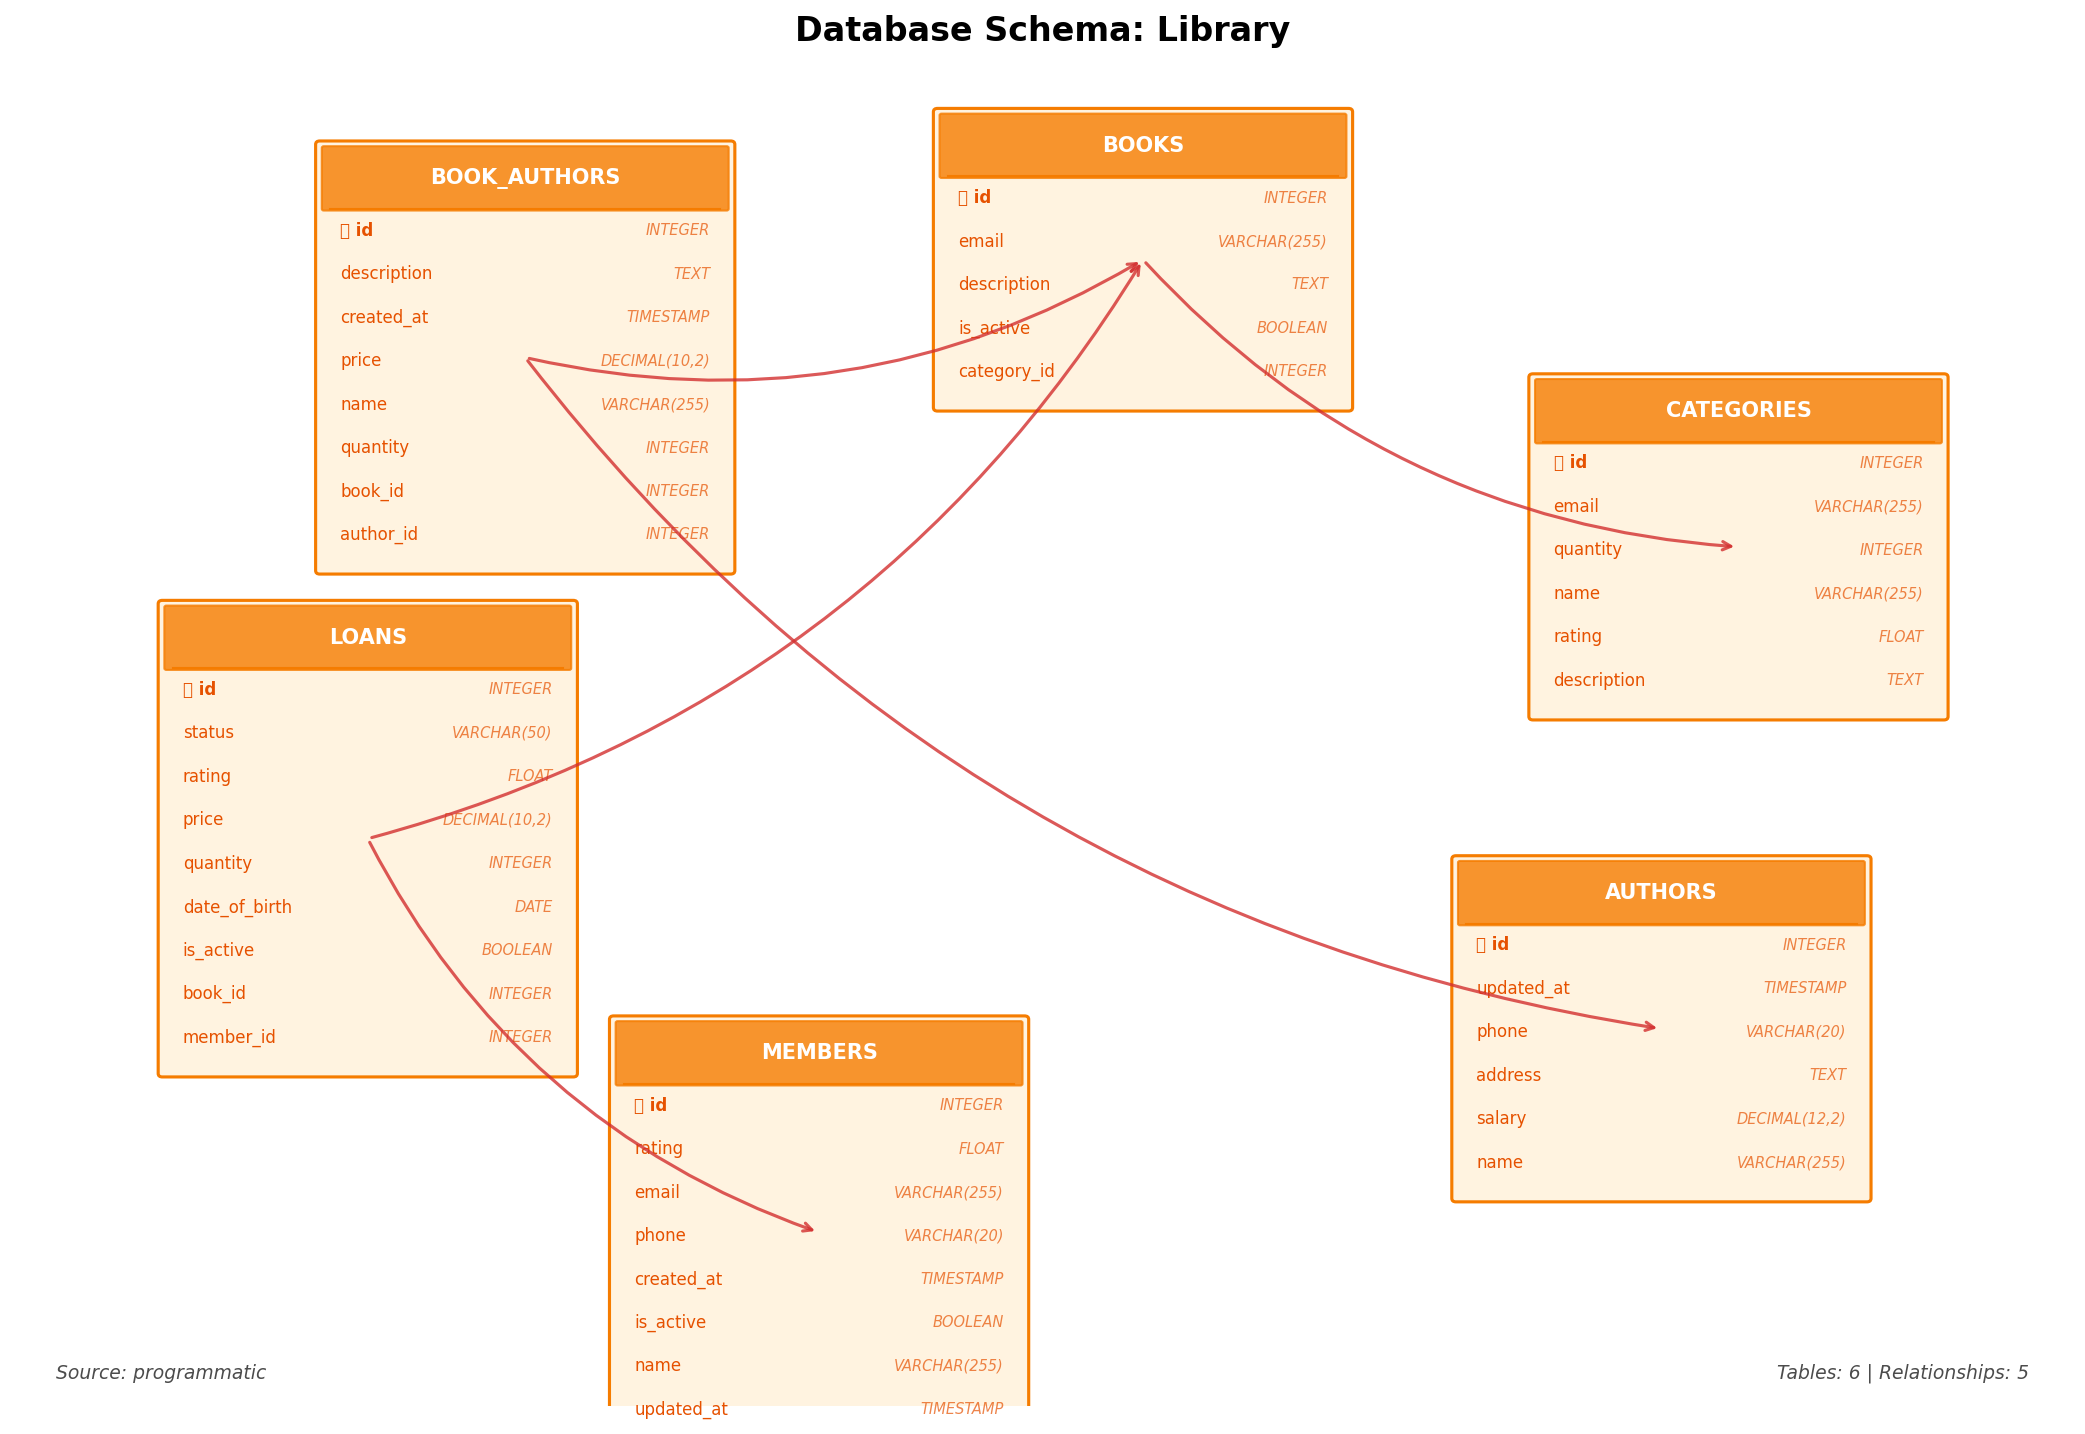 Database Schema: Library
BOOK_AUTHORS
id INTEGER
description TEXT
created_at TIMESTAMP
price DECIMAL(10,2)
name VARCHAR(255)
quantity INTEGER
book_id INTEGER
author_id INTEGER
BOOKS
id INTEGER
email VARCHAR(255)
description TEXT
is_active BOOLEAN
category_id INTEGER
CATEGORIES
id INTEGER
email VARCHAR(255)
quantity INTEGER
name VARCHAR(255)
rating FLOAT
description TEXT
LOANS
id INTEGER
status VARCHAR(50)
rating FLOAT
price DECIMAL(10,2)
quantity INTEGER
date_of_birth DATE
is_active BOOLEAN
book_id INTEGER
member_id INTEGER
AUTHORS
id INTEGER
updated_at TIMESTAMP
phone VARCHAR(20)
address TEXT
salary DECIMAL(12,2)
name VARCHAR(255)
MEMBERS
id INTEGER
rating FLOAT
email VARCHAR(255)
phone VARCHAR(20)
created_at TIMESTAMP
is_active BOOLEAN
name VARCHAR(255)
updated_at TIMESTAMP
Source: programmatic
Tables: 6 | Relationships: 5